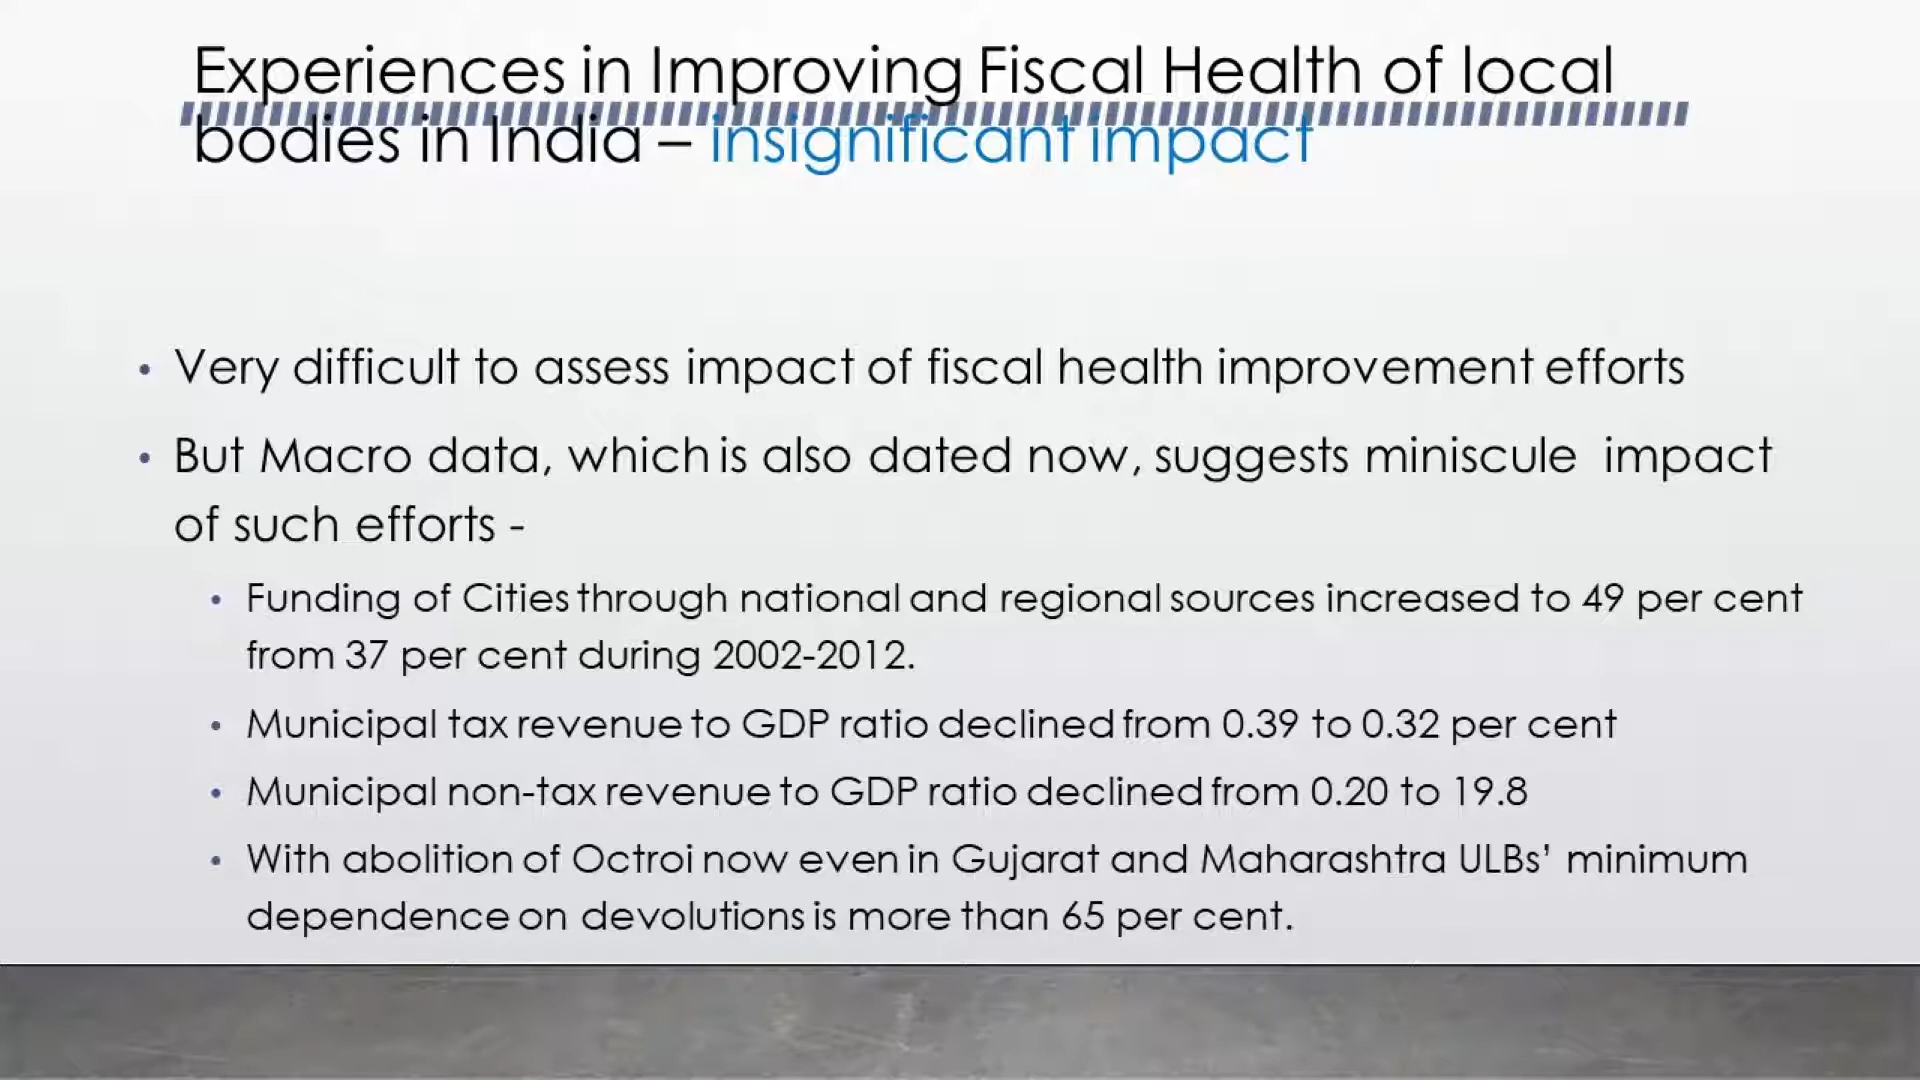 Experiences in Improving Fiscal Health of local
bodies in India – insignificant impact
• Very difficult to assess impact of fiscal health improvement efforts
• But Macro data, which is also dated now, suggests miniscule impact
of such efforts -
• Funding of Cities through national and regional sources increased to 49 per cent
from 37 per cent during 2002-2012.
• Municipal tax revenue to GDP ratio declined from 0.39 to 0.32 per cent
• Municipal non-tax revenue to GDP ratio declined from 0.20 to 19.8
• With abolition of Octroi now even in Gujarat and Maharashtra ULBs’ minimum
dependence on devolutions is more than 65 per cent.